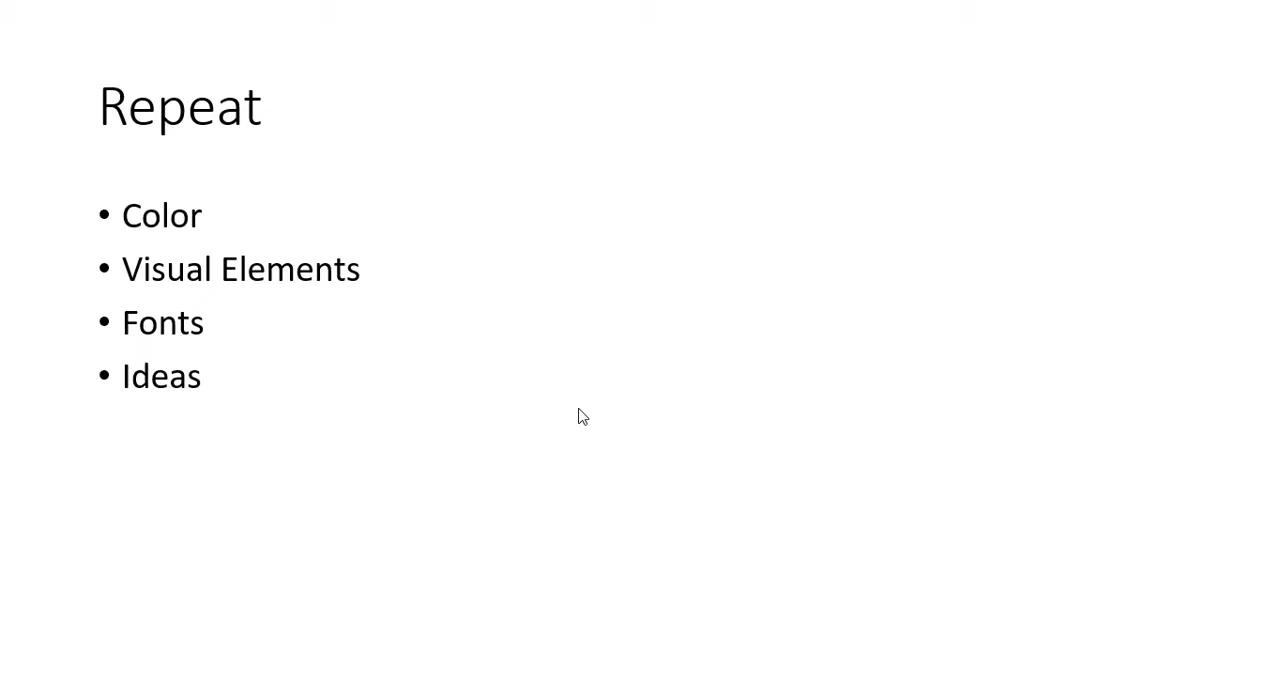 Repeat
• Color
• Visual Elements
• Fonts
• Ideas